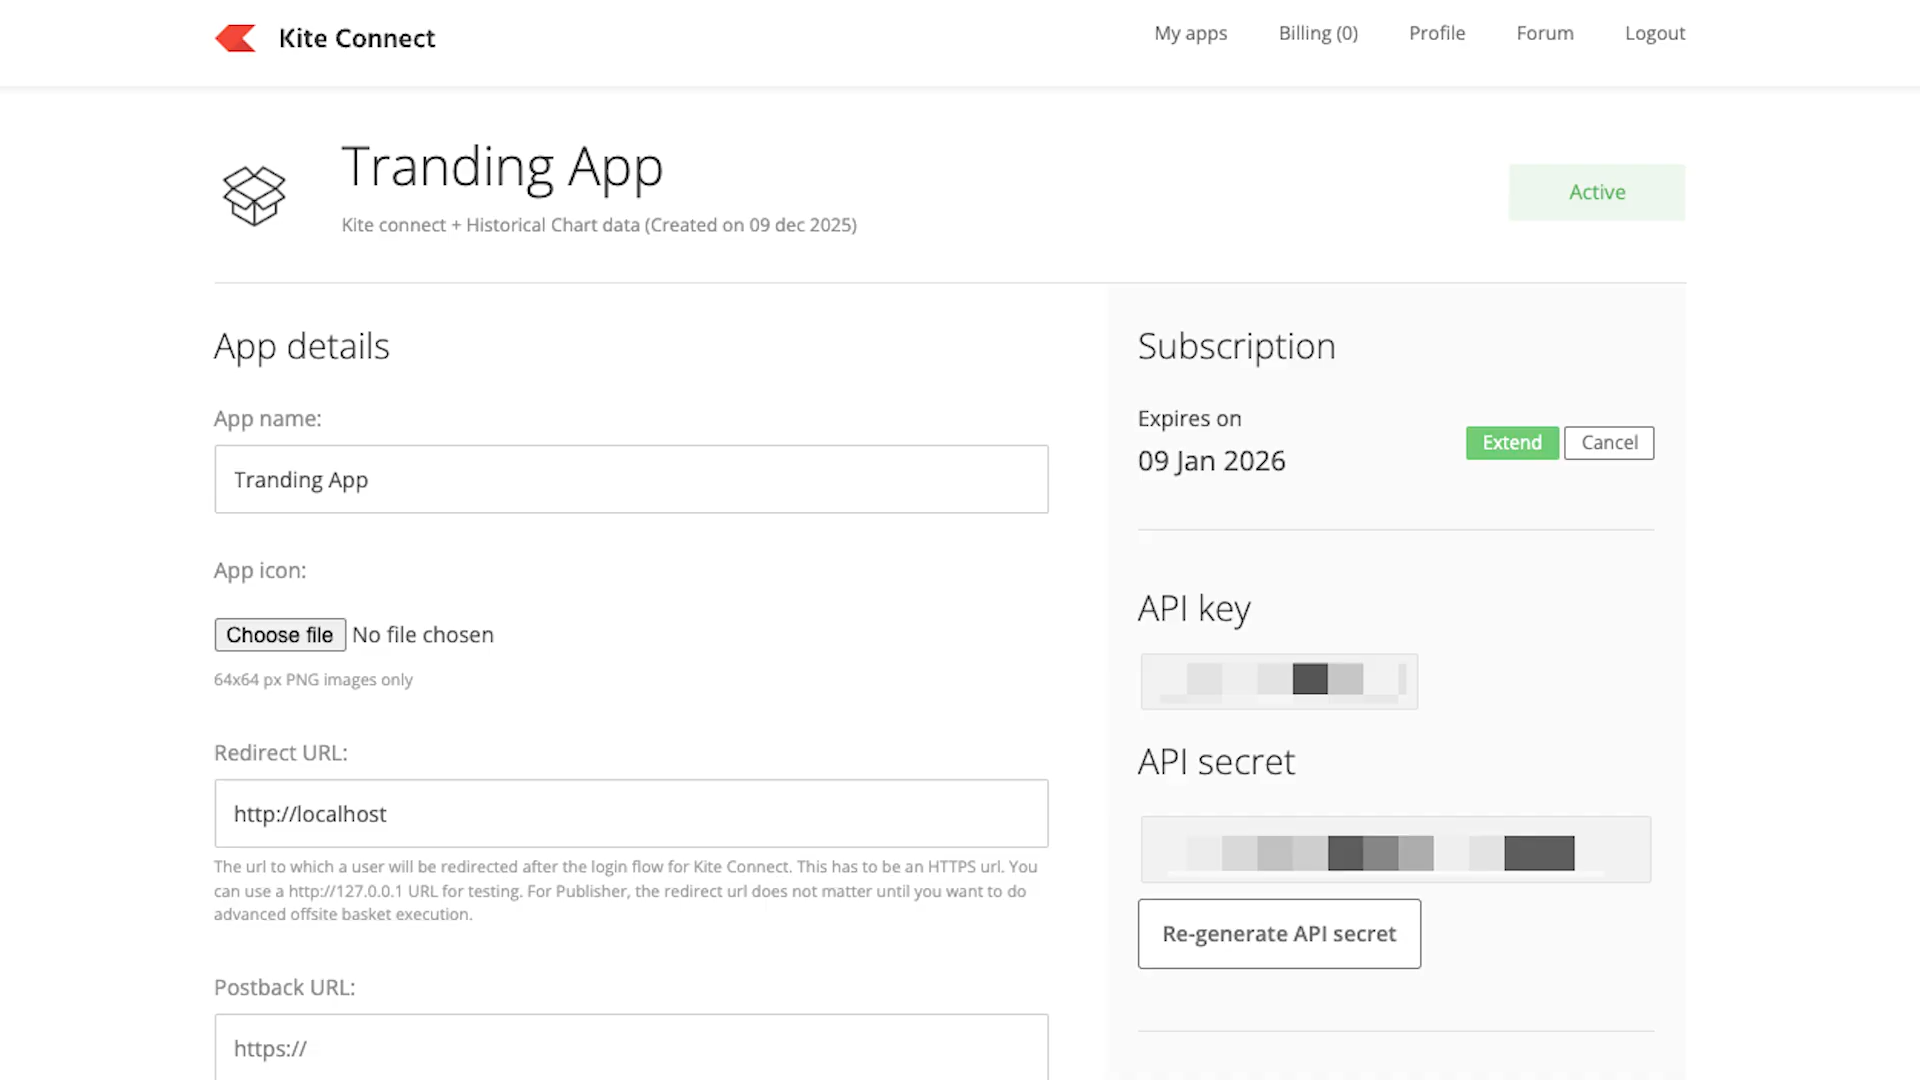 Kite Connect
My apps
Billing (0)
Profile
Forum
Logout
Tranding App
Kite connect + Historical Chart data (Created on 09 dec 2025)
Active
App details
App name:
Tranding App
App icon:
Choose file No file chosen
64x64 px PNG images only
Redirect URL:
http://localhost
The url to which a user will be redirected after the login flow for Kite Connect. This has to be an HTTPS url. You
can use a http://127.0.0.1 URL for testing. For Publisher, the redirect url does not matter until you want to do
advanced offsite basket execution.
Postback URL:
https://
Subscription
Expires on
09 Jan 2026
Extend
Cancel
API key
API secret
Re-generate API secret